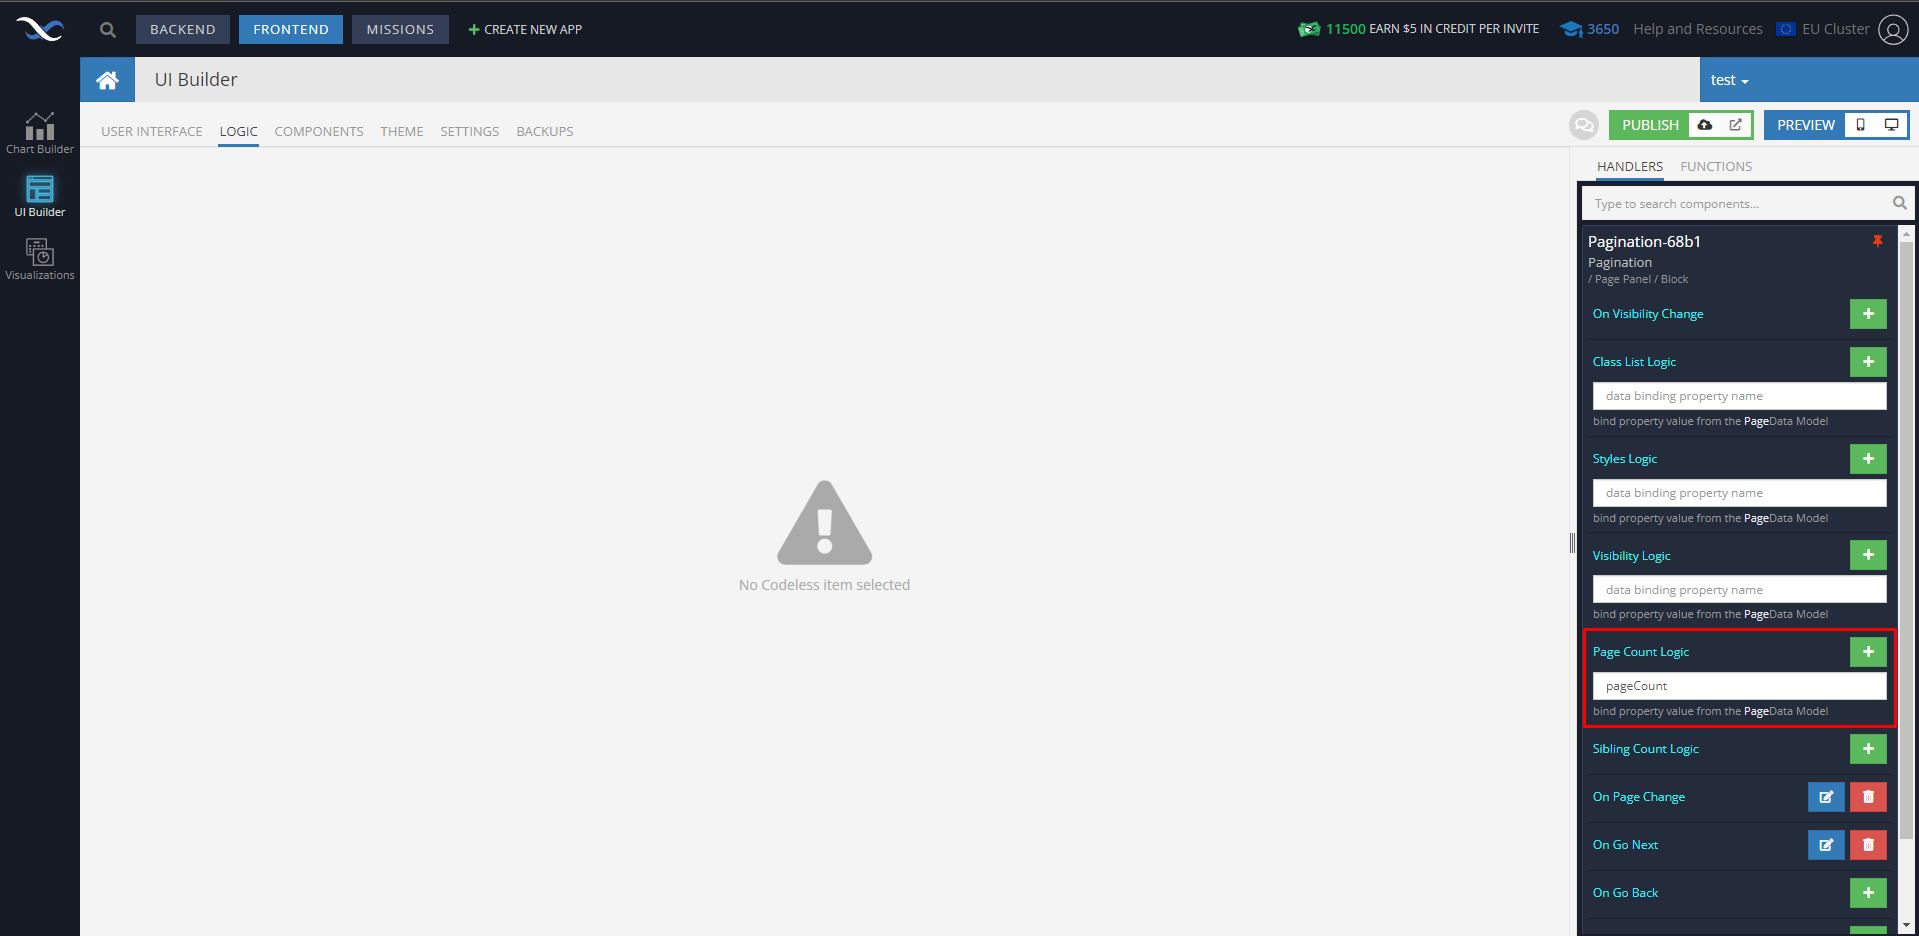 BACKEND
FRONTEND
MISSIONS
CREATE NEW APP
11500 EARN $5 IN CREDIT PER INVITE
3650
Help and Resources
EU Cluster
UI Builder
test
Chart Builder
UI Builder
Visualizations
USER INTERFACE
LOGIC
COMPONENTS
THEME
SETTINGS
BACKUPS
PUBLISH
PREVIEW
No Codeless item selected
HANDLERS
FUNCTIONS
Type to search components...
Pagination-68b1
Pagination
/ Page Panel / Block
On Visibility Change
Class List Logic
data binding property name
bind property value from the PageData Model
Styles Logic
data binding property name
bind property value from the PageData Model
Visibility Logic
data binding property name
bind property value from the PageData Model
Page Count Logic
pageCount
bind property value from the PageData Model
Sibling Count Logic
On Page Change
On Go Next
On Go Back